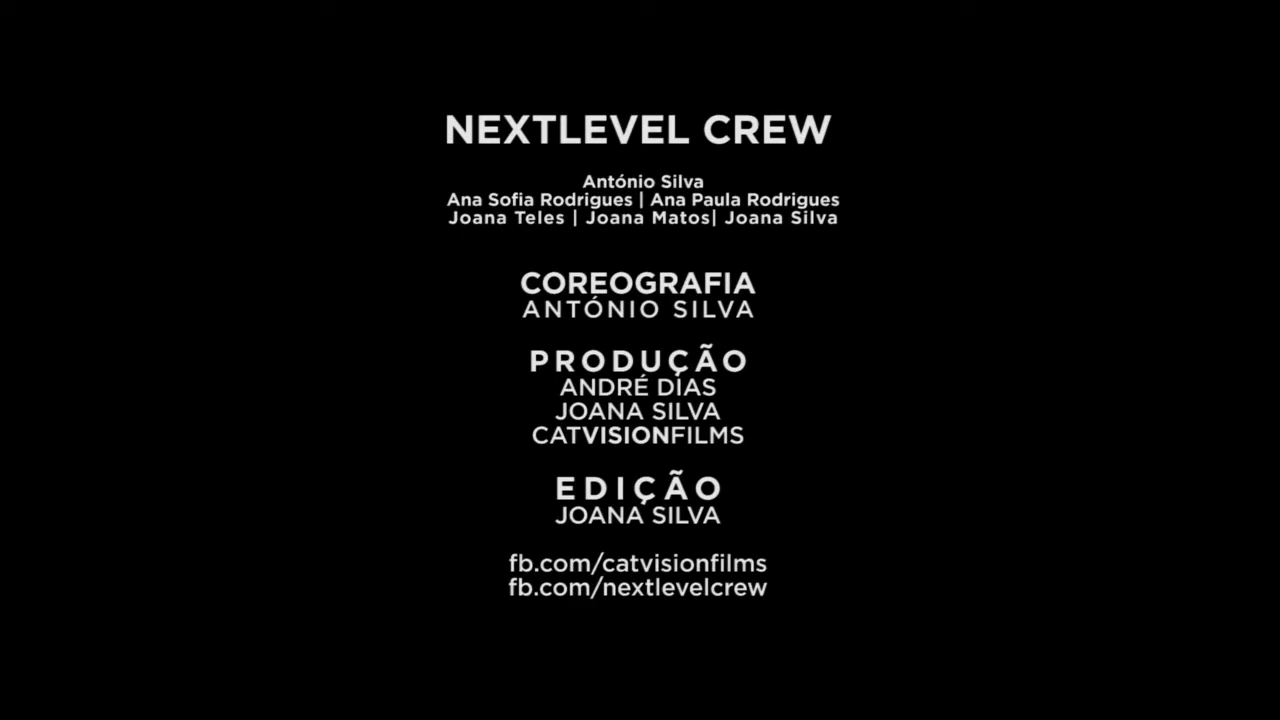 NEXTLEVEL CREW
António Silva
Ana Sofia Rodrigues | Ana Paula Rodrigues
Joana Teles | Joana Matos| Joana Silva
COREOGRAFIA
ANTÓNIO SILVA
PRODUÇÃO
ANDRÉ DIAS
JOANA SILVA
CATVISIONFILMS
EDIÇÃO
JOANA SILVA
fb.com/catvisionfilms
fb.com/nextlevelcrew